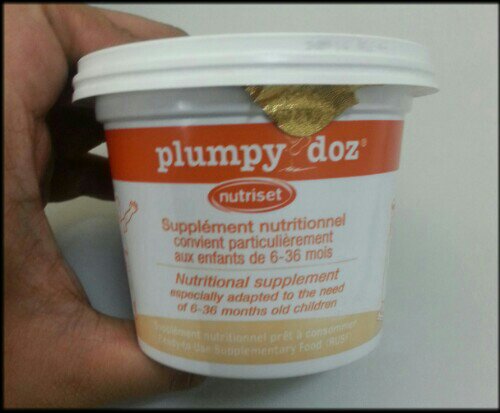 plumpy doz®
nutriset
Supplément nutritionnel
convient particulièrement
aux enfants de 6-36 mois
Nutritional supplement
especially adapted to the need
of 6-36 months old children
Supplément nutritionnel prêt à consommer
Ready-to-Use Supplementary Food (RUSF)